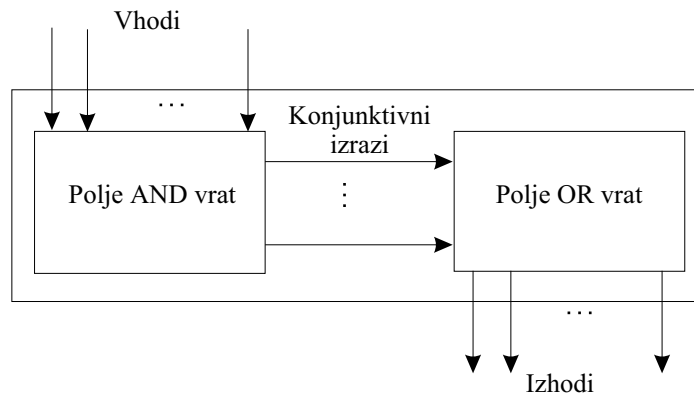 Vhodi
...
Konjunktivni
izrazi
Polje AND vrat
...
Polje OR vrat
...
Izhodi